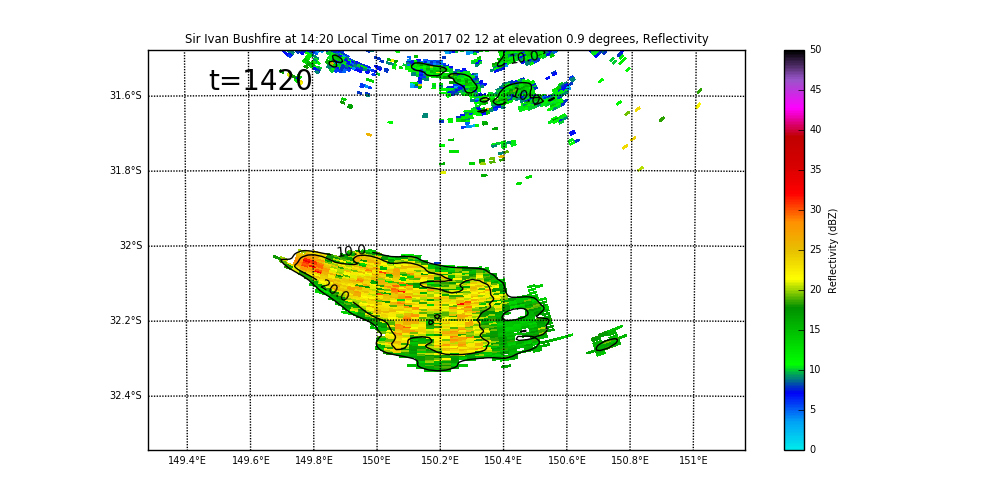 Sir Ivan Bushfire at 14:20 Local Time on 2017 02 12 at elevation 0.9 degrees, Reflectivity
t=1420
31.6°S
31.8°S
32°S
32.2°S
32.4°S
10.0
10.0
20.0
149.4°E 149.6°E 149.8°E 150°E 150.2°E 150.4°E 150.6°E 150.8°E 151°E
50
45
40
35
30
25
20
15
10
5
0
Reflectivity (dBZ)